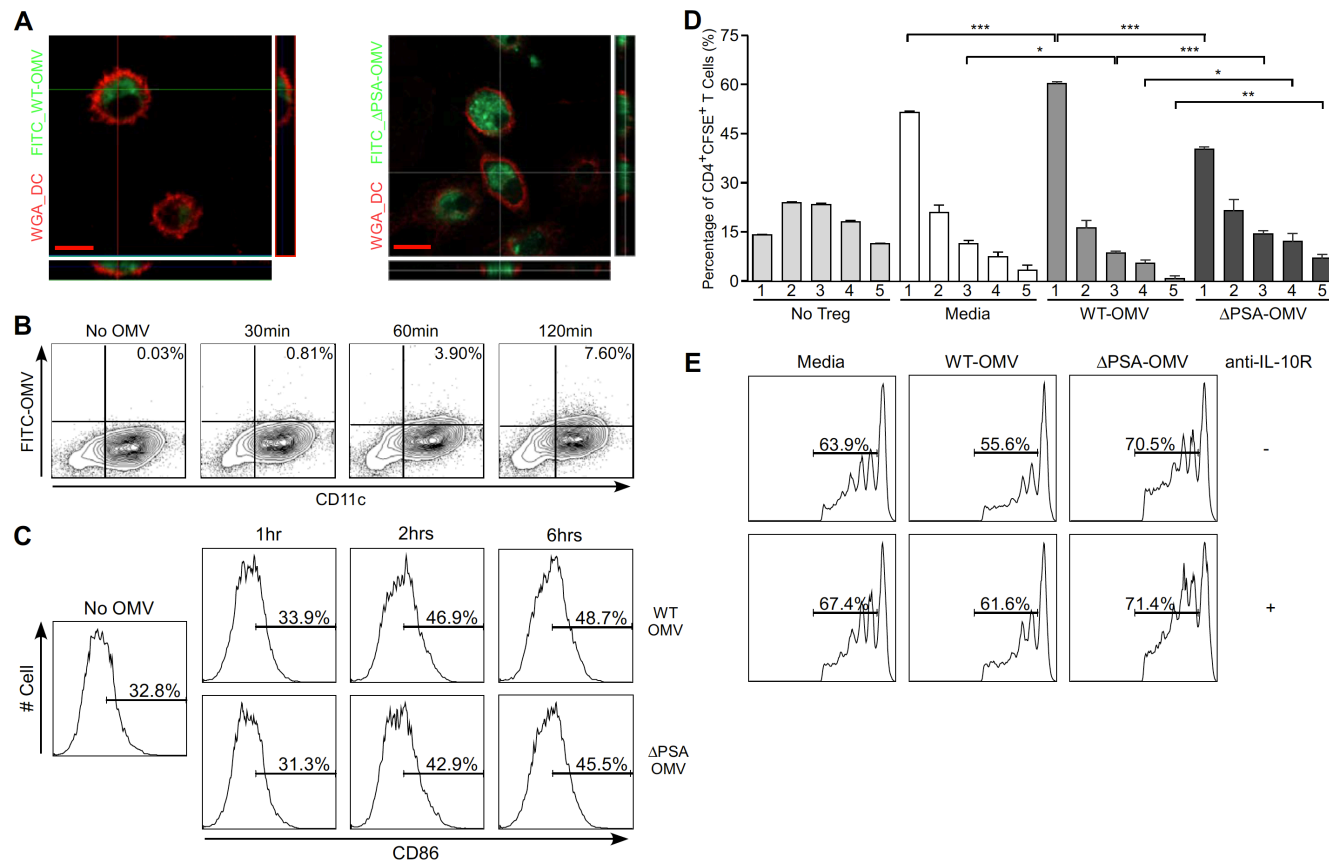 A
FITC_WT-OMV
WGA_DC
FITC_ΔPSA-OMV
WGA_DC
B
No OMV 30min 60min 120min
0.03% 0.81% 3.90% 7.60%
FITC-OMV
CD11c
C
1hr 2hrs 6hrs
No OMV
33.9% 46.9% 48.7%
WT
OMV
# Cell
32.8%
31.3% 42.9% 45.5%
ΔPSA
OMV
CD86
D
Percentage of CD4+CFSE+ T Cells (%)
*** ***
* ***
*
**
75
60
45
30
15
0
1 2 3 4 5 1 2 3 4 5 1 2 3 4 5 1 2 3 4 5
No Treg Media WT-OMV ΔPSA-OMV
E
Media WT-OMV ΔPSA-OMV anti-IL-10R
63.9% 55.6% 70.5% -
67.4% 61.6% 71.4% +